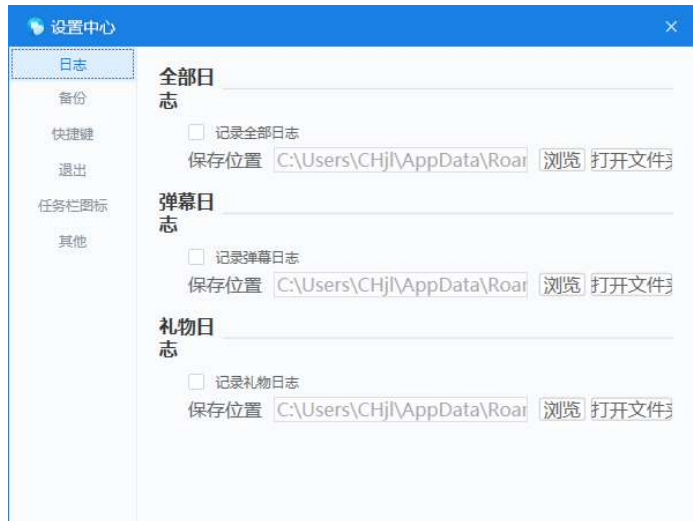 设置中心
日志
备份
快捷键
退出
任务栏图标
其他
全部日
志
记录全部日志
保存位置 C:\Users\CHjl\AppData\Roar 浏览 打开文件夹
弹幕日
志
记录弹幕日志
保存位置 C:\Users\CHjl\AppData\Roar 浏览 打开文件夹
礼物日
志
记录礼物日志
保存位置 C:\Users\CHjl\AppData\Roar 浏览 打开文件夹